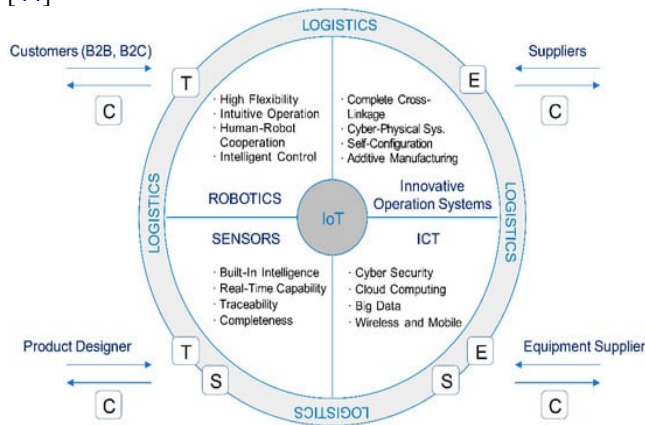 LOGISTICS
Customers (B2B, B2C)
Suppliers
T
E
C
C
· High Flexibility
· Intuitive Operation
· Human-Robot
Cooperation
· Intelligent Control
· Complete Cross-
Linkage
· Cyber-Physical Sys.
· Self-Configuration
· Additive Manufacturing
LOGISTICS
ROBOTICS
IoT
Innovative
Operation Systems
LOGISTICS
SENSORS
ICT
· Built-In Intelligence
· Real-Time Capability
· Traceability
· Completeness
· Cyber Security
· Cloud Computing
· Big Data
· Wireless and Mobile
Product Designer
T
E
Equipment Supplier
S
S
C
C
LOGISTICS